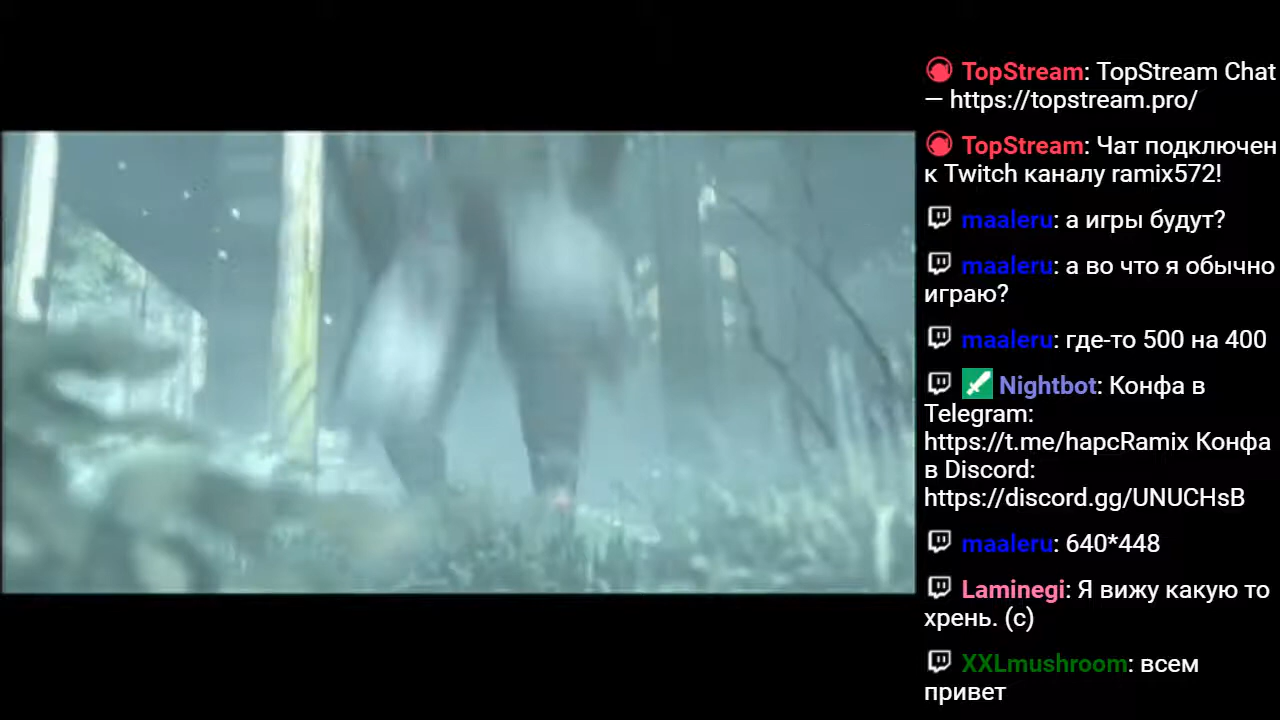 TopStream: TopStream Chat
— https://topstream.pro/
TopStream: Чат подключен
к Twitch каналу ramix572!
maaleru: а игры будут?
maaleru: а во что я обычно
играю?
maaleru: где-то 500 на 400
Nightbot: Конфа в
Telegram:
https://t.me/hapcRamix Конфа
в Discord:
https://discord.gg/UNUCHsB
maaleru: 640*448
Laminegi: Я вижу какую то
хрень. (с)
XXLmushroom: всем
привет